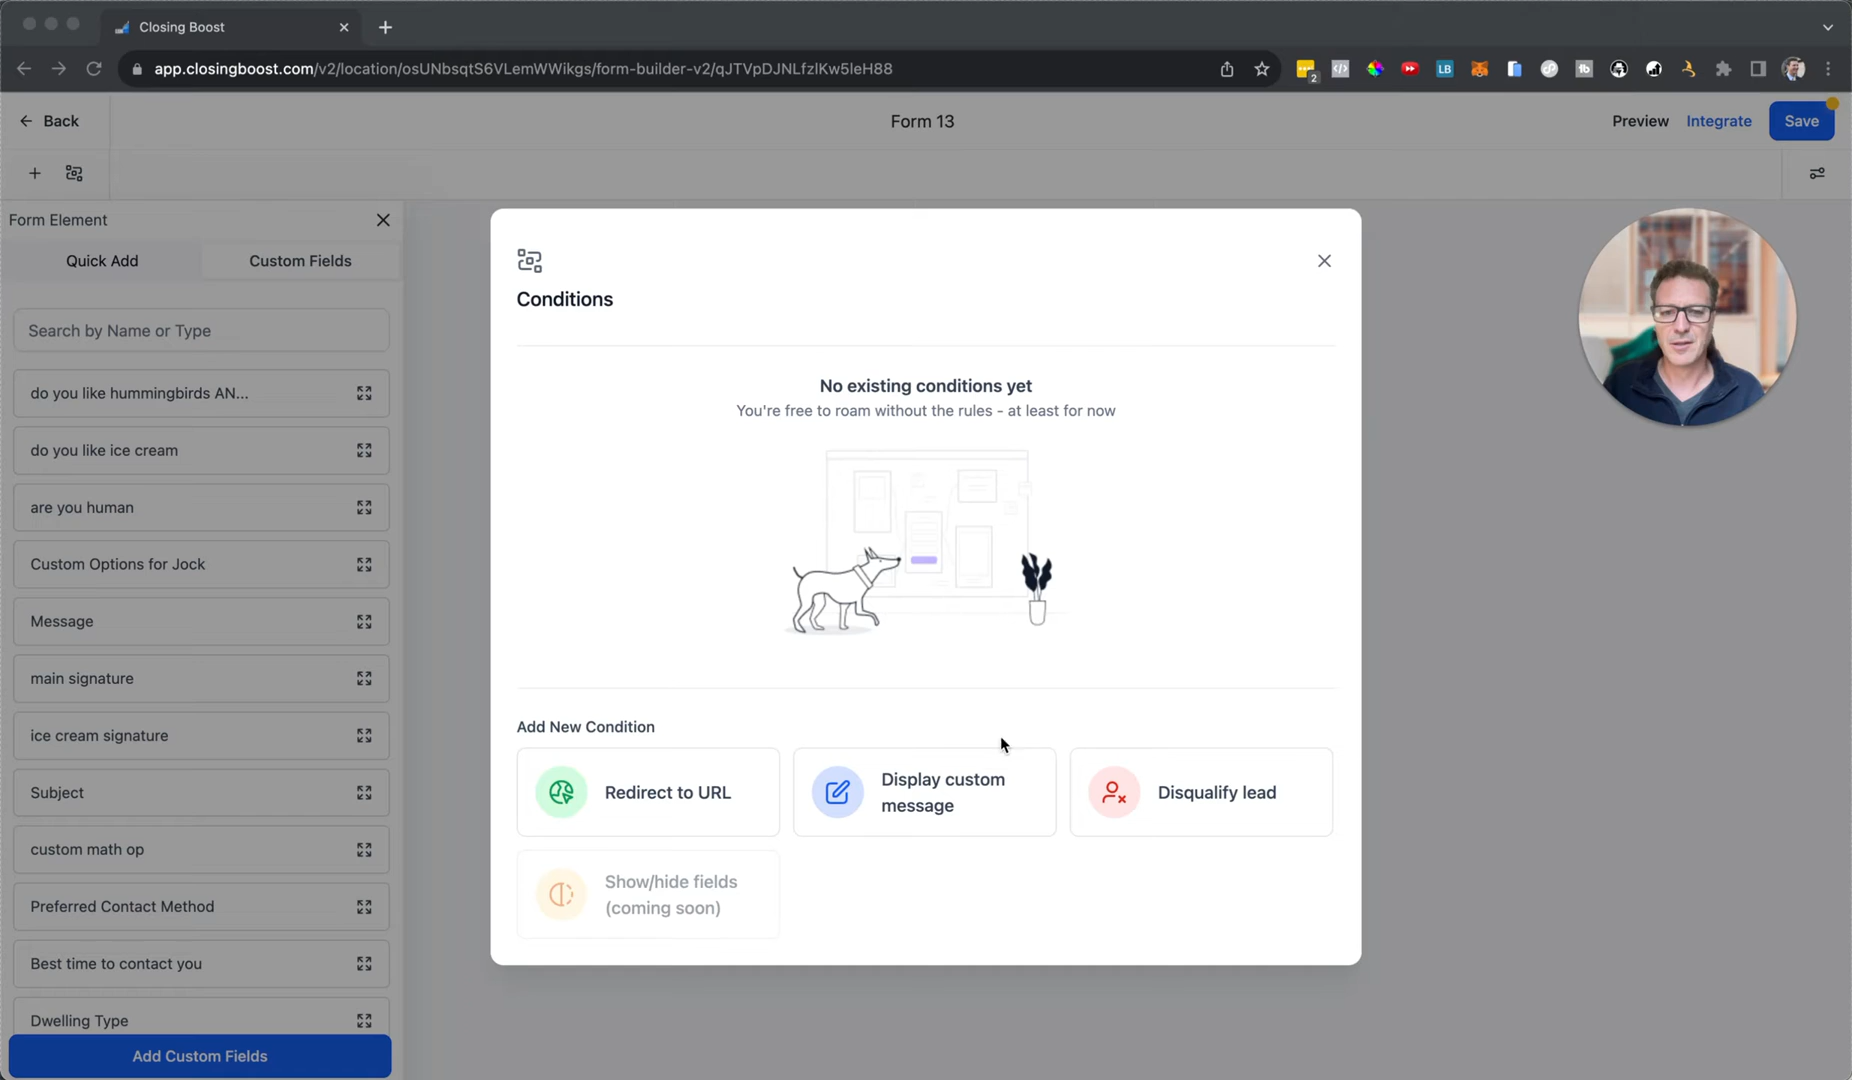 Closing Boost
app.closingboost.com/v2/location/osUNbsqtS6VLemWWikgs/form-builder-v2/qJTVpDJNLfzlKw5leH88
2
LB
Back
Form 13
Preview
Integrate
Save
Form Element
Quick Add
Custom Fields
Search by Name or Type
do you like hummingbirds AN...
do you like ice cream
are you human
Custom Options for Jock
Message
main signature
ice cream signature
Subject
custom math op
Preferred Contact Method
Best time to contact you
Dwelling Type
Add Custom Fields
Conditions
No existing conditions yet
You're free to roam without the rules - at least for now
Add New Condition
Redirect to URL
Display custom
message
Disqualify lead
Show/hide fields
(coming soon)